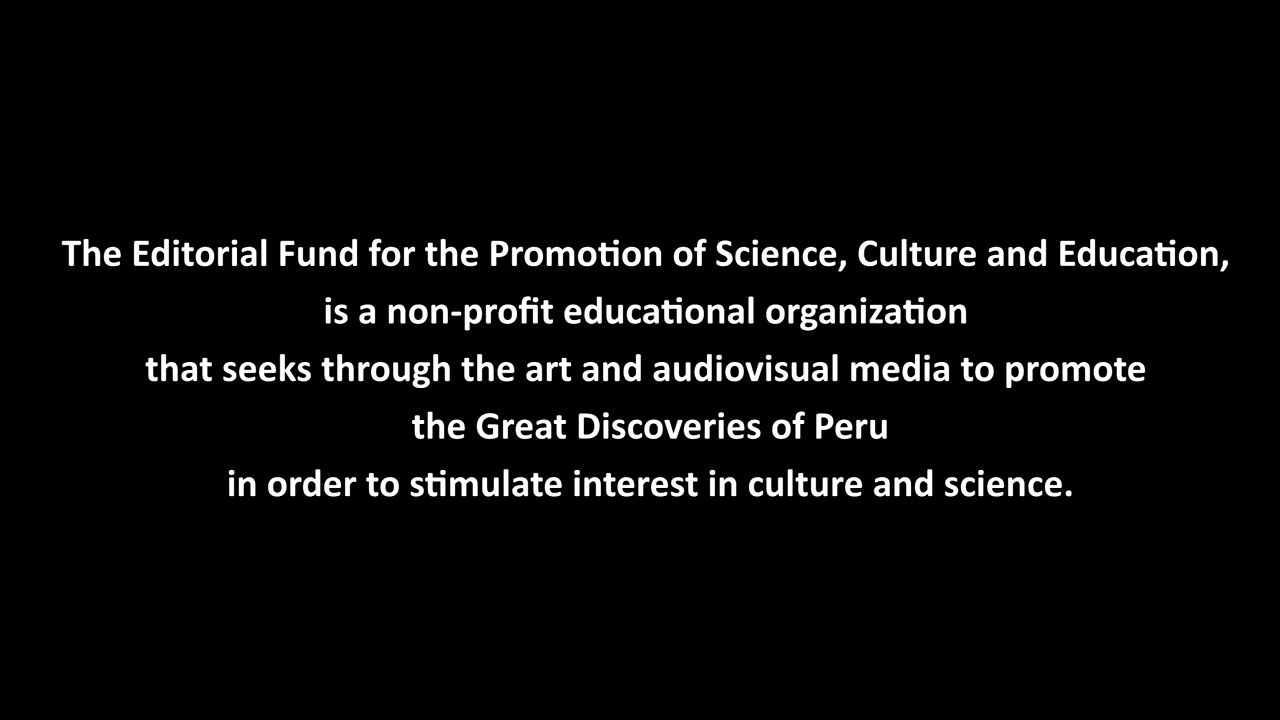 The Editorial Fund for the Promotion of Science, Culture and Education,
is a non-profit educational organization
that seeks through the art and audiovisual media to promote
the Great Discoveries of Peru
in order to stimulate interest in culture and science.